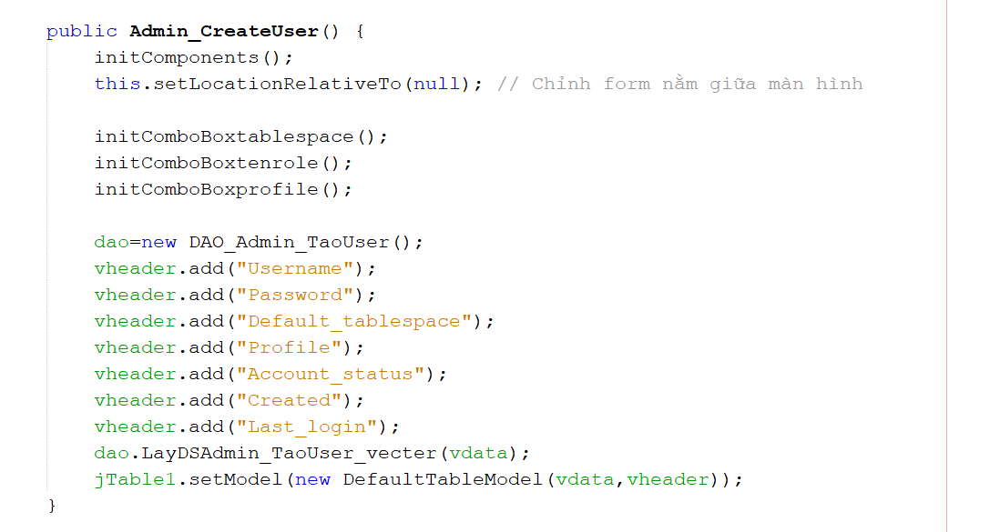 public Admin_CreateUser() {
initComponents();
this.setLocationRelativeTo(null); // Chỉnh form nằm giữa màn hình
initComboBoxtablespace();
initComboBoxtenrole();
initComboBoxprofile();
dao=new DAO_Admin_TaoUser();
vheader.add("Username");
vheader.add("Password");
vheader.add("Default_tablespace");
vheader.add("Profile");
vheader.add("Account_status");
vheader.add("Created");
vheader.add("Last_login");
dao.LayDSAdmin_TaoUser_vecter(vdata);
jTable1.setModel(new DefaultTableModel(vdata,vheader));
}